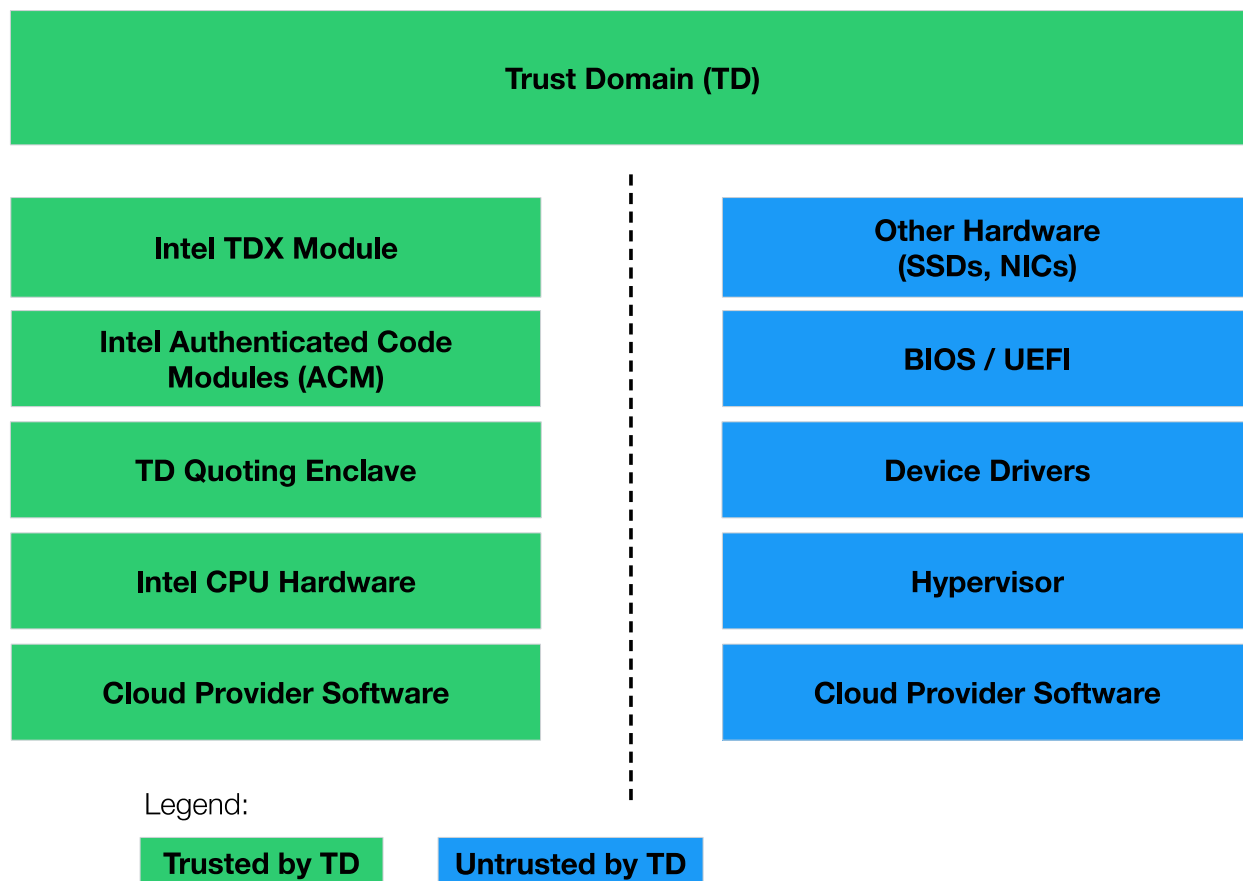 Trust Domain (TD)
Intel TDX Module
Intel Authenticated Code
Modules (ACM)
TD Quoting Enclave
Intel CPU Hardware
Cloud Provider Software
Other Hardware
(SSDs, NICs)
BIOS / UEFI
Device Drivers
Hypervisor
Cloud Provider Software
Legend:
Trusted by TD
Untrusted by TD